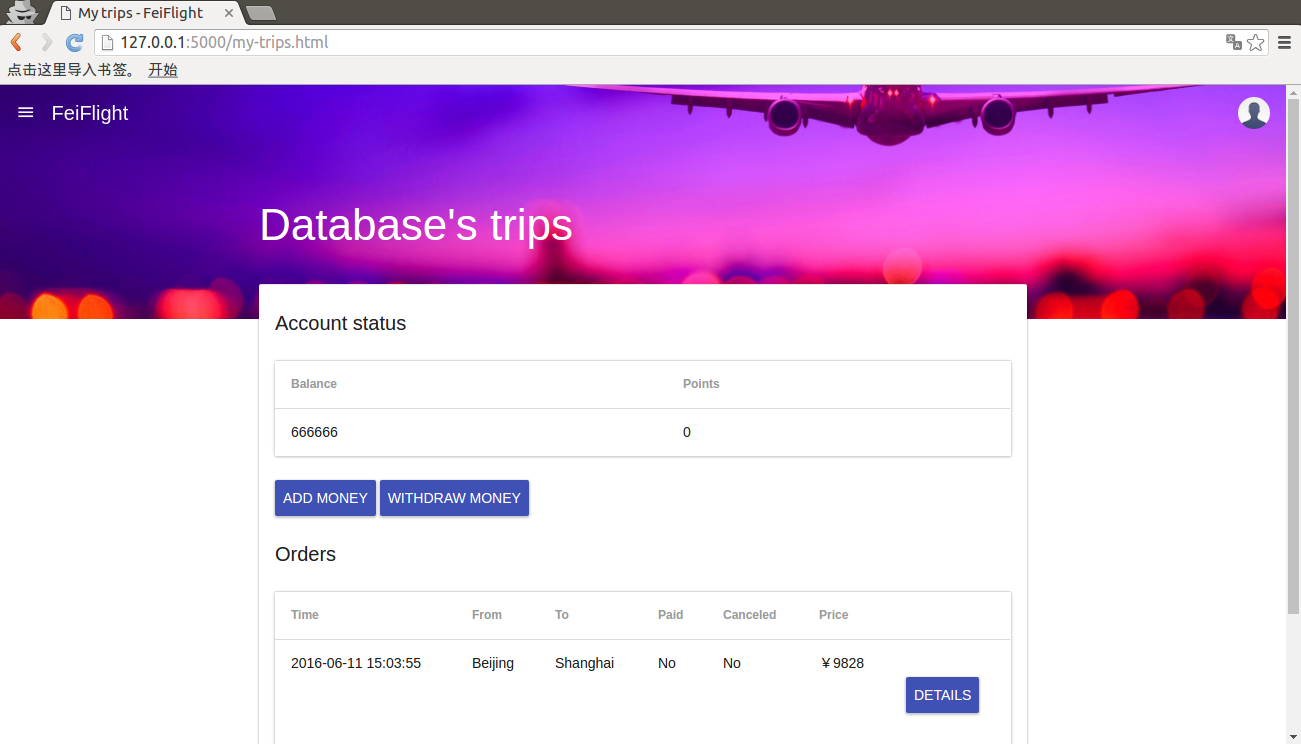 My trips - FeiFlight
127.0.0.1:5000/my-trips.html
点击这里导入书签。 开始
FeiFlight
Database's trips
Account status
Balance Points
666666 0
ADD MONEY WITHDRAW MONEY
Orders
Time From To Paid Canceled Price
2016-06-11 15:03:55 Beijing Shanghai No No ￥9828
DETAILS